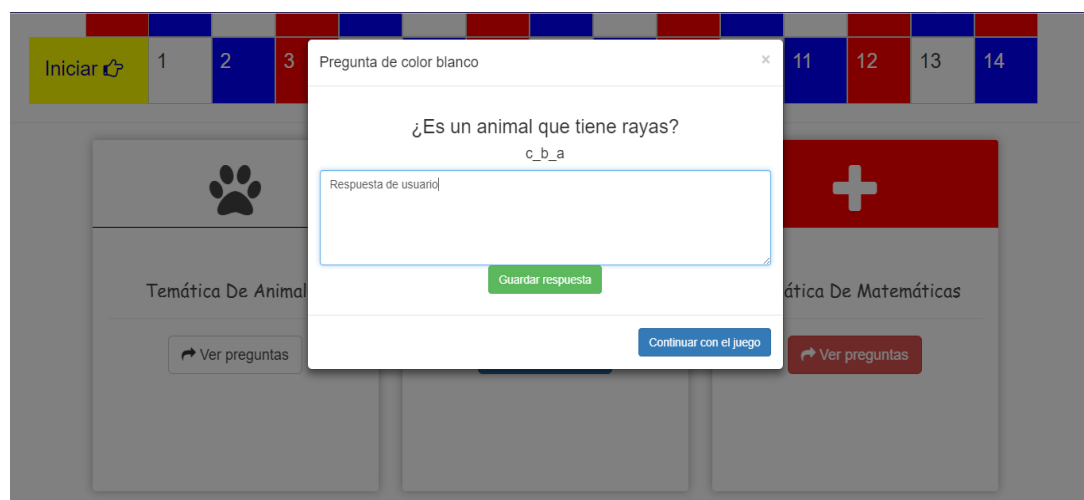 Iniciar 1 2 3 11 12 13 14
Pregunta de color blanco ×
¿Es un animal que tiene rayas?
c_b_a
Respuesta de usuario
Guardar respuesta
Continuar con el juego
Temática De Animal
ática De Matemáticas
Ver preguntas
Ver preguntas